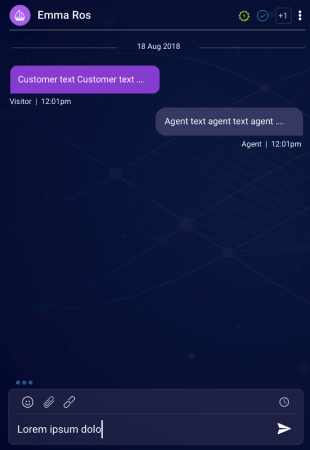 Emma Ros
+1
18 Aug 2018
Customer text Customer text ....
Visitor | 12:01pm
Agent text agent text agent ....
Agent | 12:01pm
Lorem ipsum dolo